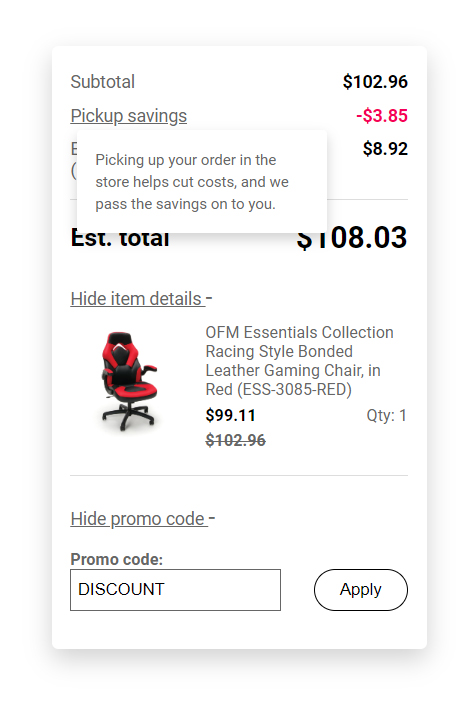 Subtotal $102.96
Pickup savings -$3.85
Picking up your order in the
store helps cut costs, and we
pass the savings on to you.
$8.92
Est. total $108.03
Hide item details -
OFM Essentials Collection
Racing Style Bonded
Leather Gaming Chair, in
Red (ESS-3085-RED)
$99.11 Qty: 1
$102.96
Hide promo code -
Promo code:
DISCOUNT Apply